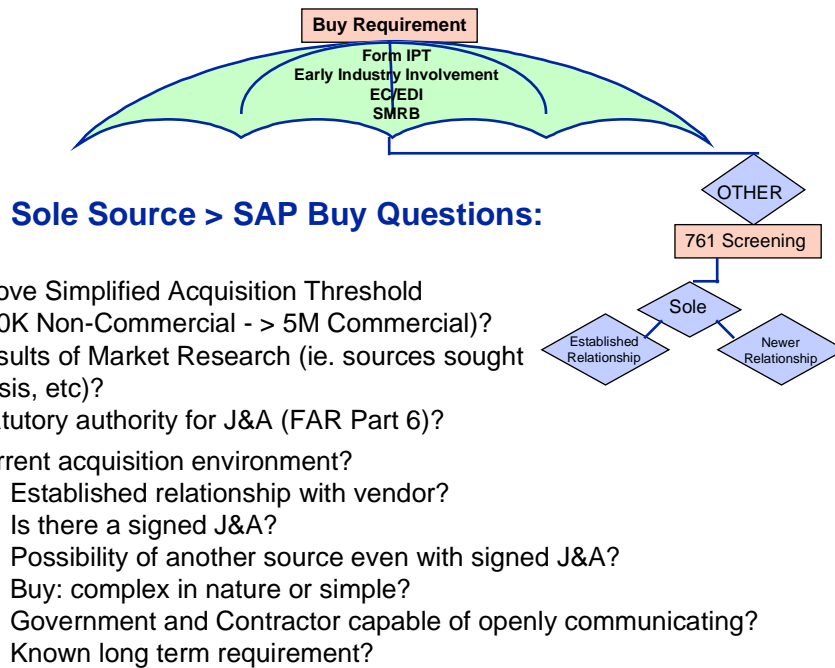 Buy Requirement
Form IPT
Early Industry Involvement
EC/EDI
SMRB
OTHER
Sole Source > SAP Buy Questions:
761 Screening
Sole
Established
Relationship
Newer
Relationship
ove Simplified Acquisition Threshold
0K Non-Commercial - > 5M Commercial)?
sults of Market Research (ie. sources sought
sis, etc)?
tutory authority for J&A (FAR Part 6)?
rrent acquisition environment?
Established relationship with vendor?
Is there a signed J&A?
Possibility of another source even with signed J&A?
Buy: complex in nature or simple?
Government and Contractor capable of openly communicating?
Known long term requirement?